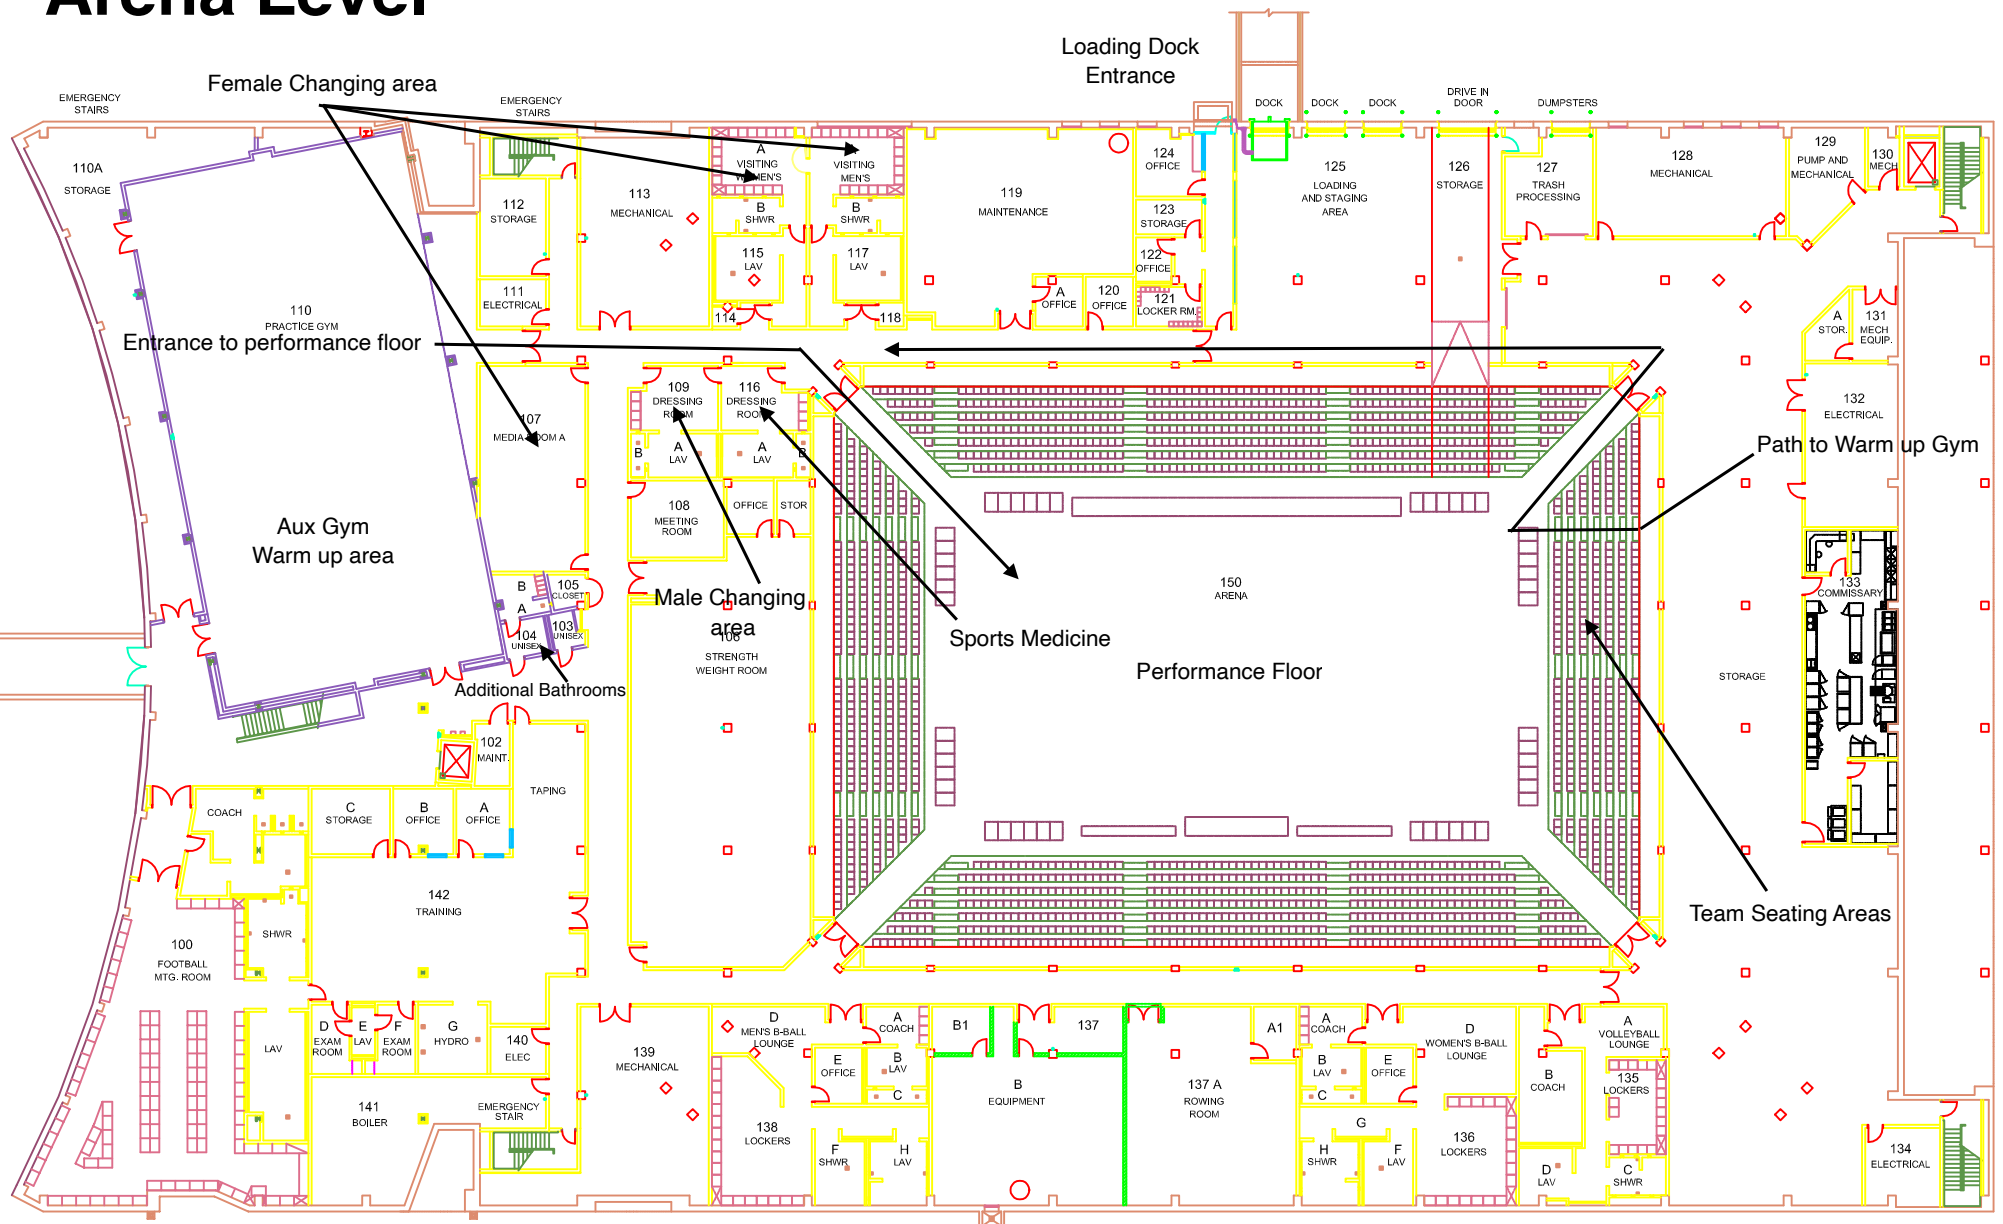 Arena Level
Loading Dock
Entrance
Female Changing area
EMERGENCY
STAIRS
EMERGENCY
STAIRS
DOCK
DOCK
DOCK
DRIVE IN
DOOR
DUMPSTERS
110A
STORAGE
112
STORAGE
111
ELECTRICAL
113
MECHANICAL
A
VISITING
WOMEN'S
B
SHWR
115
LAV
114
VISITING
MEN'S
B
SHWR
117
LAV
118
119
MAINTENANCE
A
OFFICE
120
OFFICE
124
OFFICE
123
STORAGE
122
OFFICE
121
LOCKER RM.
125
LOADING
AND STAGING
AREA
126
STORAGE
127
TRASH
PROCESSING
128
MECHANICAL
129
PUMP AND
MECHANICAL
130
MECH
A
STOR.
131
MECH
EQUIP.
132
ELECTRICAL
110
PRACTICE GYM
Entrance to performance floor
Aux Gym
Warm up area
107
MEDIA ROOM A
109
DRESSING
ROOM
116
DRESSING
ROOM
B
A
LAV
A
LAV
B
108
MEETING
ROOM
OFFICE
STOR
Path to Warm up Gym
B
A
105
CLOSET
104
UNISEX
103
UNISEX
Additional Bathrooms
Male Changing
area
106
STRENGTH
WEIGHT ROOM
Sports Medicine
150
ARENA
Performance Floor
STORAGE
133
COMMISSARY
Team Seating Areas
102
MAINT.
TAPING
COACH
C
STORAGE
B
OFFICE
A
OFFICE
142
TRAINING
SHWR
100
FOOTBALL
MTG. ROOM
LAV
D
EXAM
ROOM
E
LAV
F
EXAM
ROOM
G
HYDRO
140
ELEC
141
BOILER
EMERGENCY
STAIR
139
MECHANICAL
D
MEN'S B-BALL
LOUNGE
A
COACH
E
OFFICE
B
LAV
C
138
LOCKERS
F
SHWR
H
LAV
B1
137
B
EQUIPMENT
137 A
ROWING
ROOM
A1
A
COACH
B
LAV
C
E
OFFICE
D
WOMEN'S B-BALL
LOUNGE
G
H
SHWR
F
LAV
136
LOCKERS
A
VOLLEYBALL
LOUNGE
B
COACH
135
LOCKERS
D
LAV
C
SHWR
134
ELECTRICAL